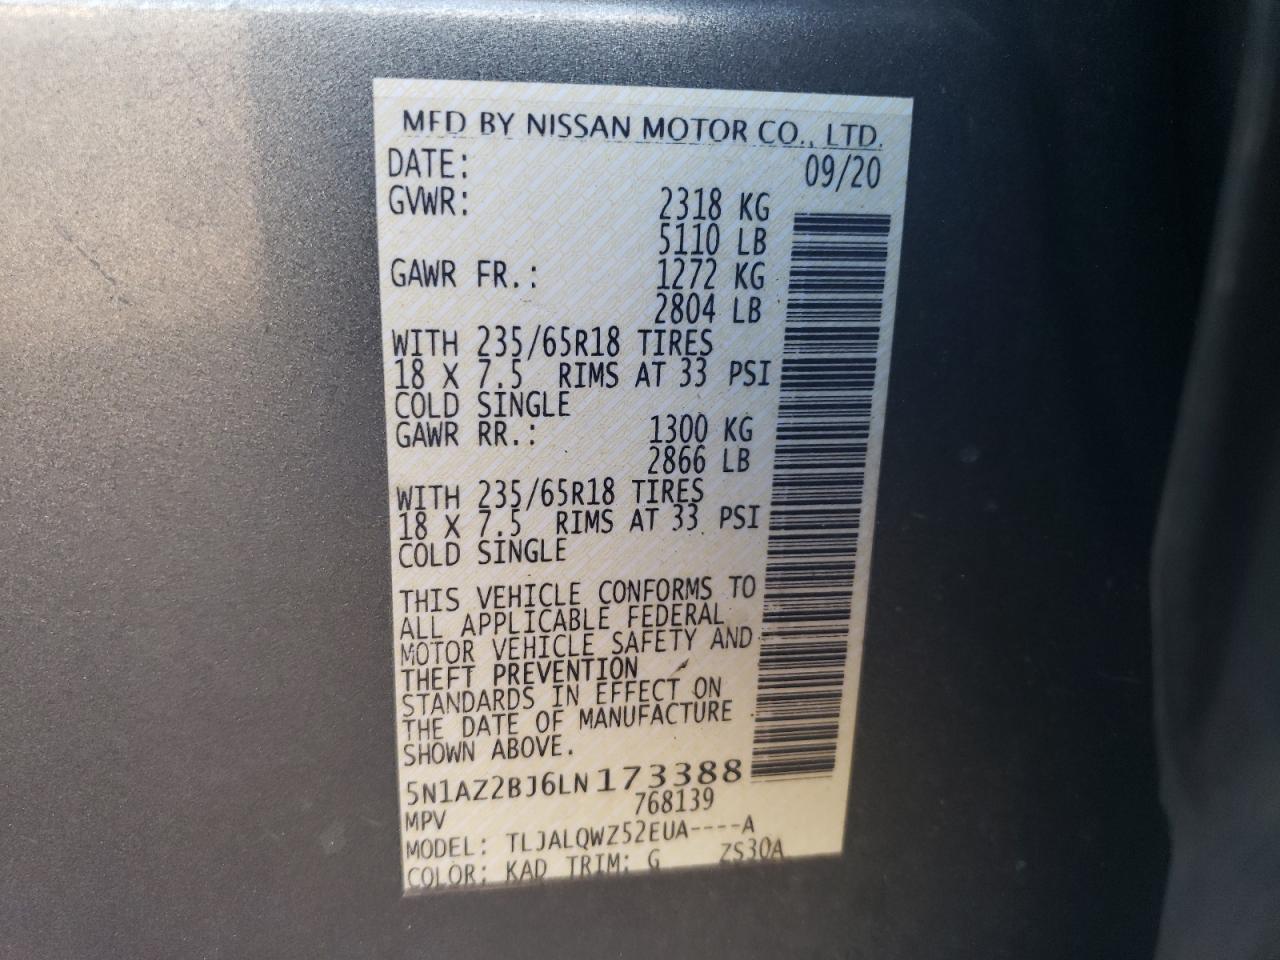 MFD BY NISSAN MOTOR CO., LTD.
DATE: 09/20
GVWR: 2318 KG
5110 LB
GAWR FR.: 1272 KG
2804 LB
WITH 235/65R18 TIRES
18 X 7.5 RIMS AT 33 PSI
COLD SINGLE
GAWR RR.: 1300 KG
2866 LB
WITH 235/65R18 TIRES
18 X 7.5 RIMS AT 33 PSI
COLD SINGLE
THIS VEHICLE CONFORMS TO
ALL APPLICABLE FEDERAL
MOTOR VEHICLE SAFETY AND
THEFT PREVENTION
STANDARDS IN EFFECT ON
THE DATE OF MANUFACTURE
SHOWN ABOVE.
5N1AZ2BJ6LN173388
MPV 768139
MODEL: TLJALQWZ52EUA----A
COLOR: KAD TRIM: G ZS30A